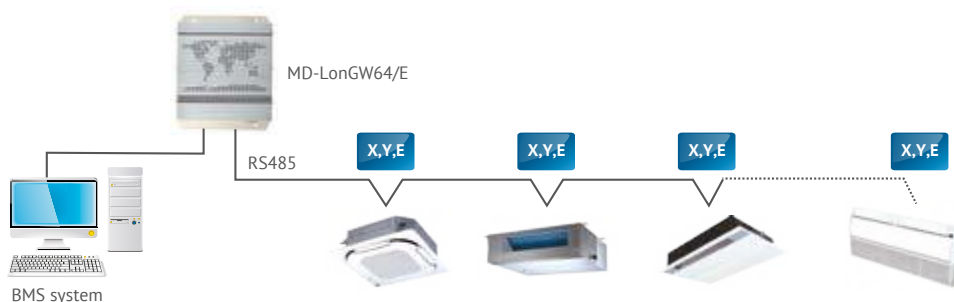 MD-LonGW64/E
RS485
X,Y,E
X,Y,E
X,Y,E
X,Y,E
BMS system